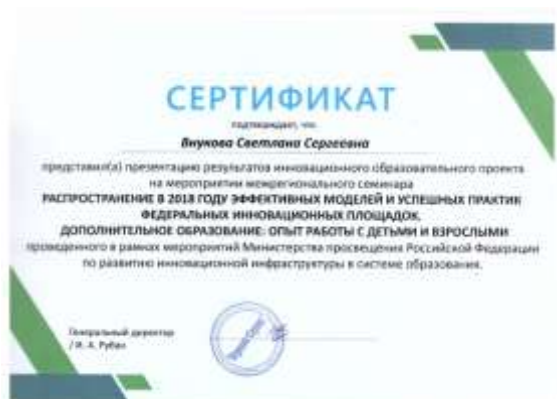 СЕРТИФИКАТ
подтверждает, что
Внукова Светлана Сергеевна
представил(а) презентацию результатов инновационного образовательного проекта
на мероприятии межрегионального семинара
РАСПРОСТРАНЕНИЕ В 2018 ГОДУ ЭФФЕКТИВНЫХ МОДЕЛЕЙ И УСПЕШНЫХ ПРАКТИК
ФЕДЕРАЛЬНЫХ ИННОВАЦИОННЫХ ПЛОЩАДОК.
ДОПОЛНИТЕЛЬНОЕ ОБРАЗОВАНИЕ: ОПЫТ РАБОТЫ С ДЕТЬМИ И ВЗРОСЛЫМИ
проведенного в рамках мероприятий Министерства просвещения Российской Федерации
по развитию инновационной инфраструктуры в системе образования.
Генеральный директор
/ И. А. Рубан